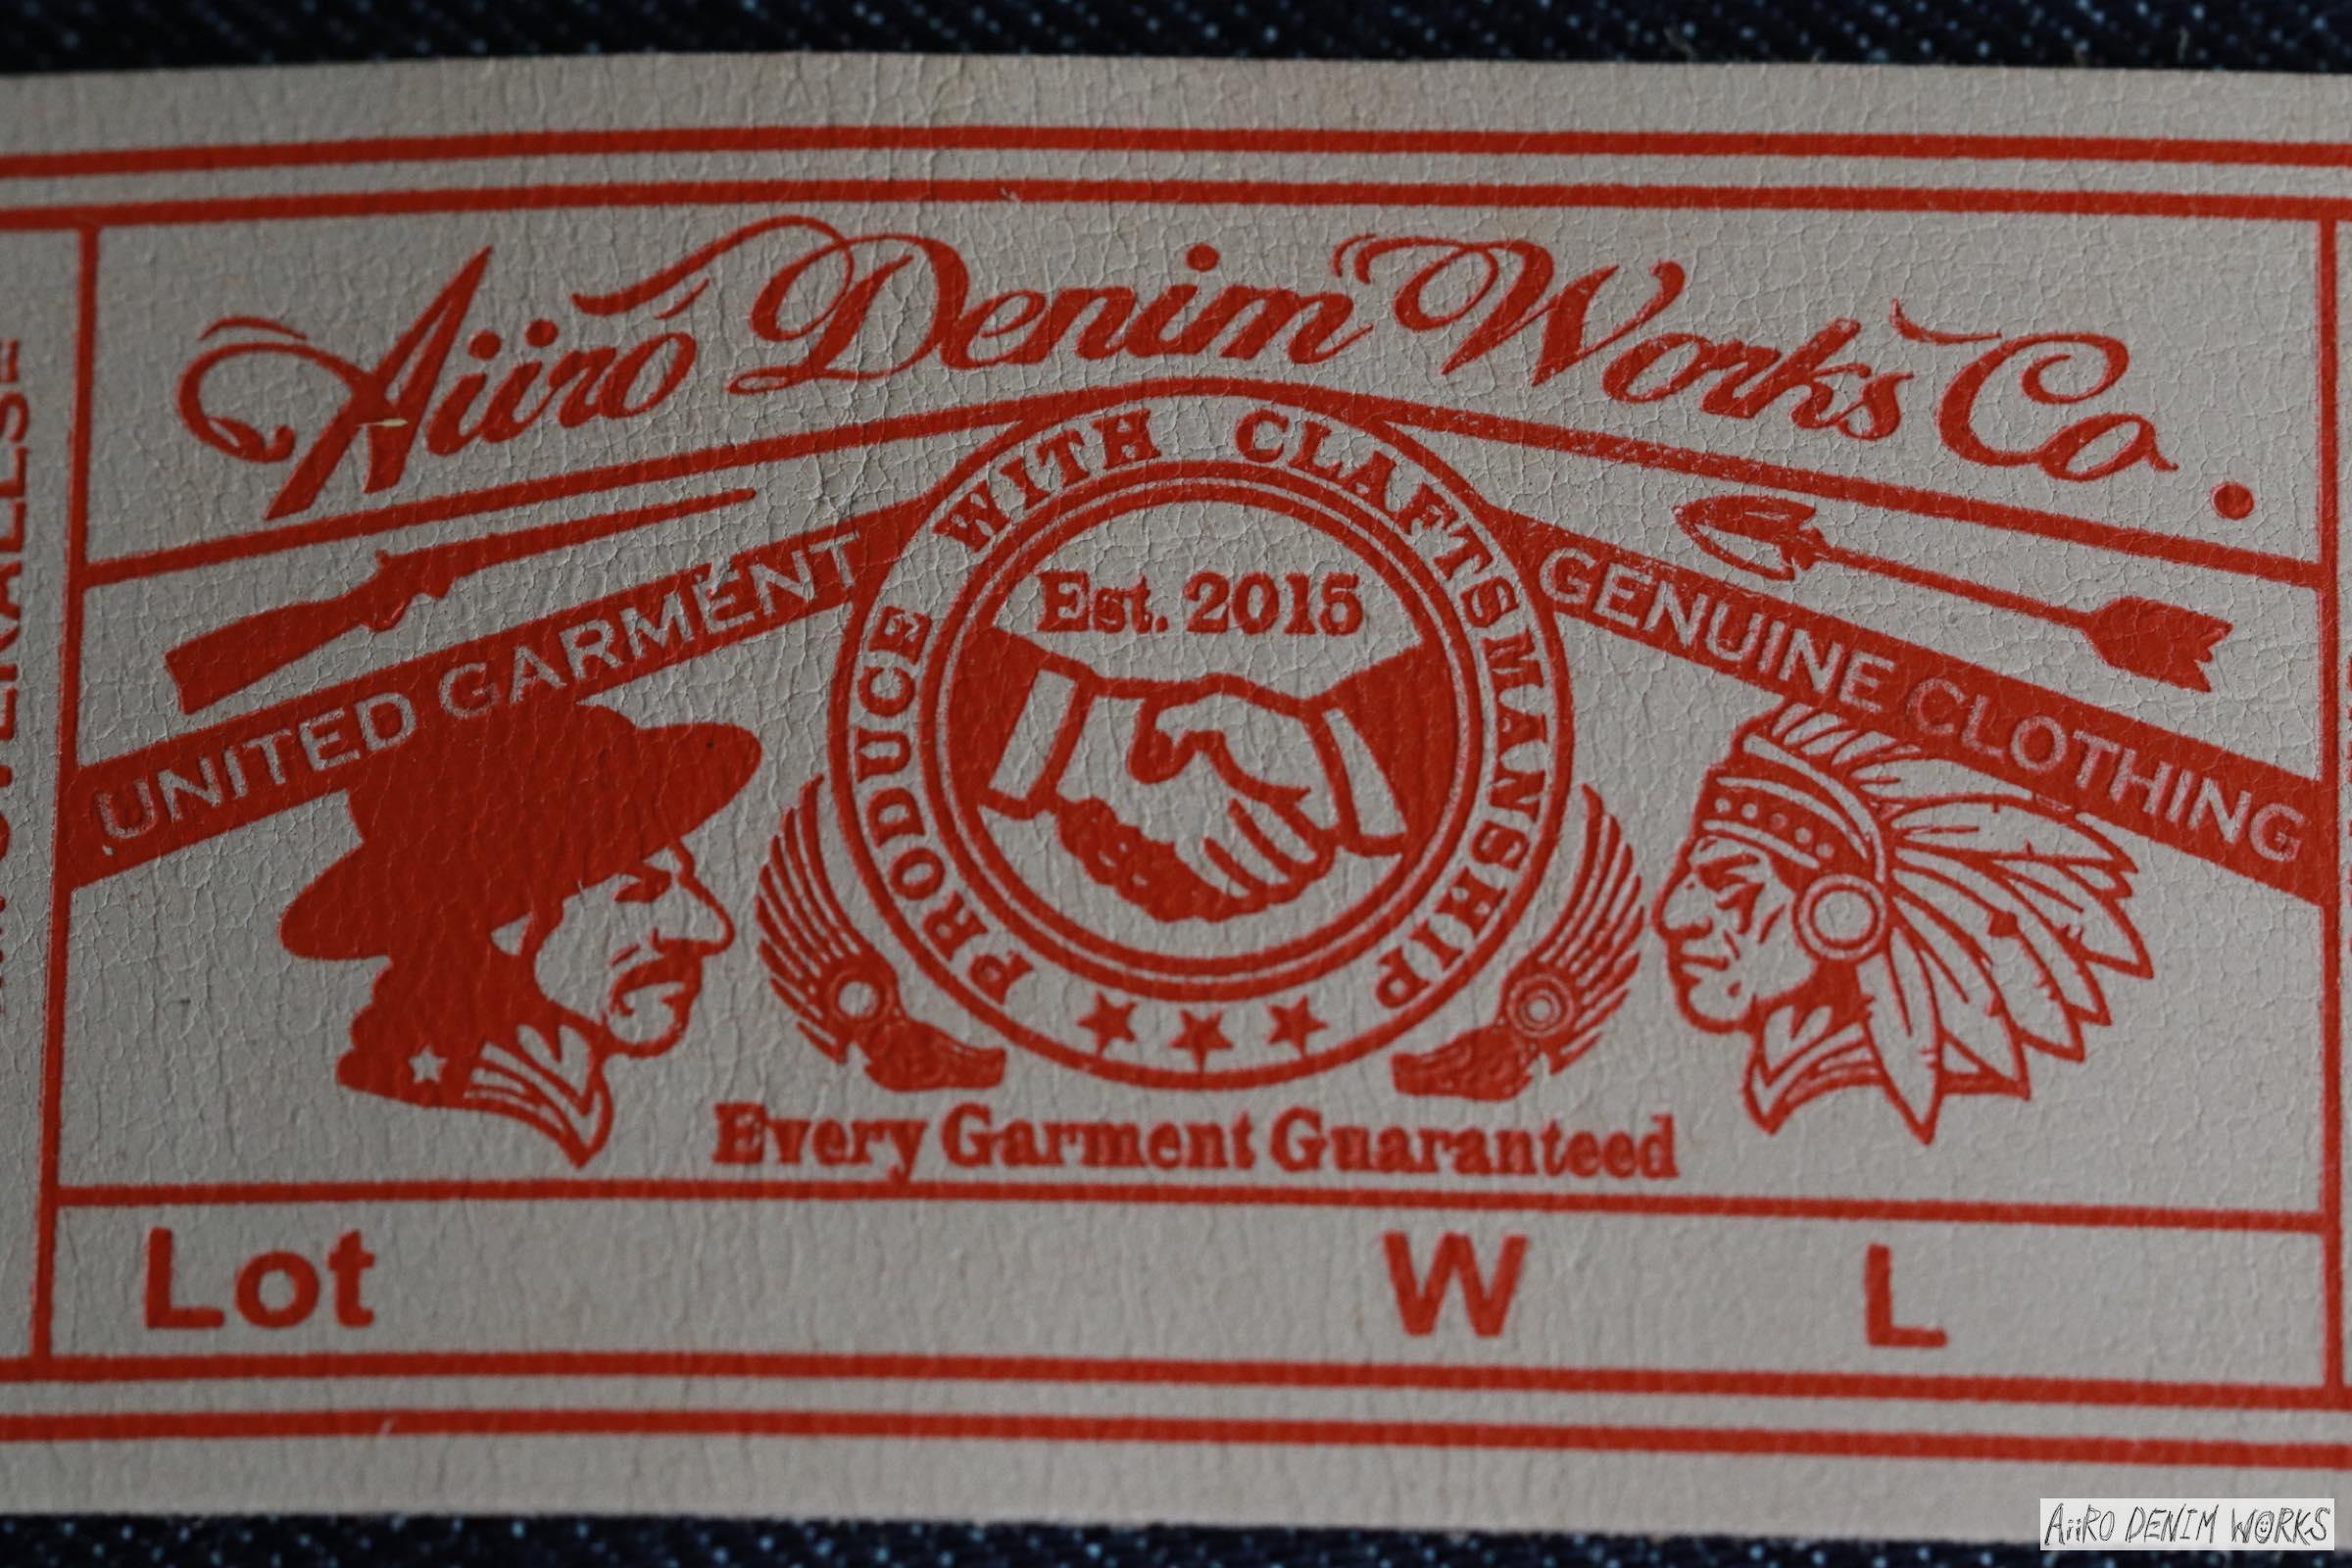 Aiiro Denim Works Co.
UNITED GARMENT
PRODUCE WITH CLAFTSMANSHIP
GENUINE CLOTHING
Est. 2015
Every Garment Guaranteed
Lot W L
AiiRO DENIM WORKS